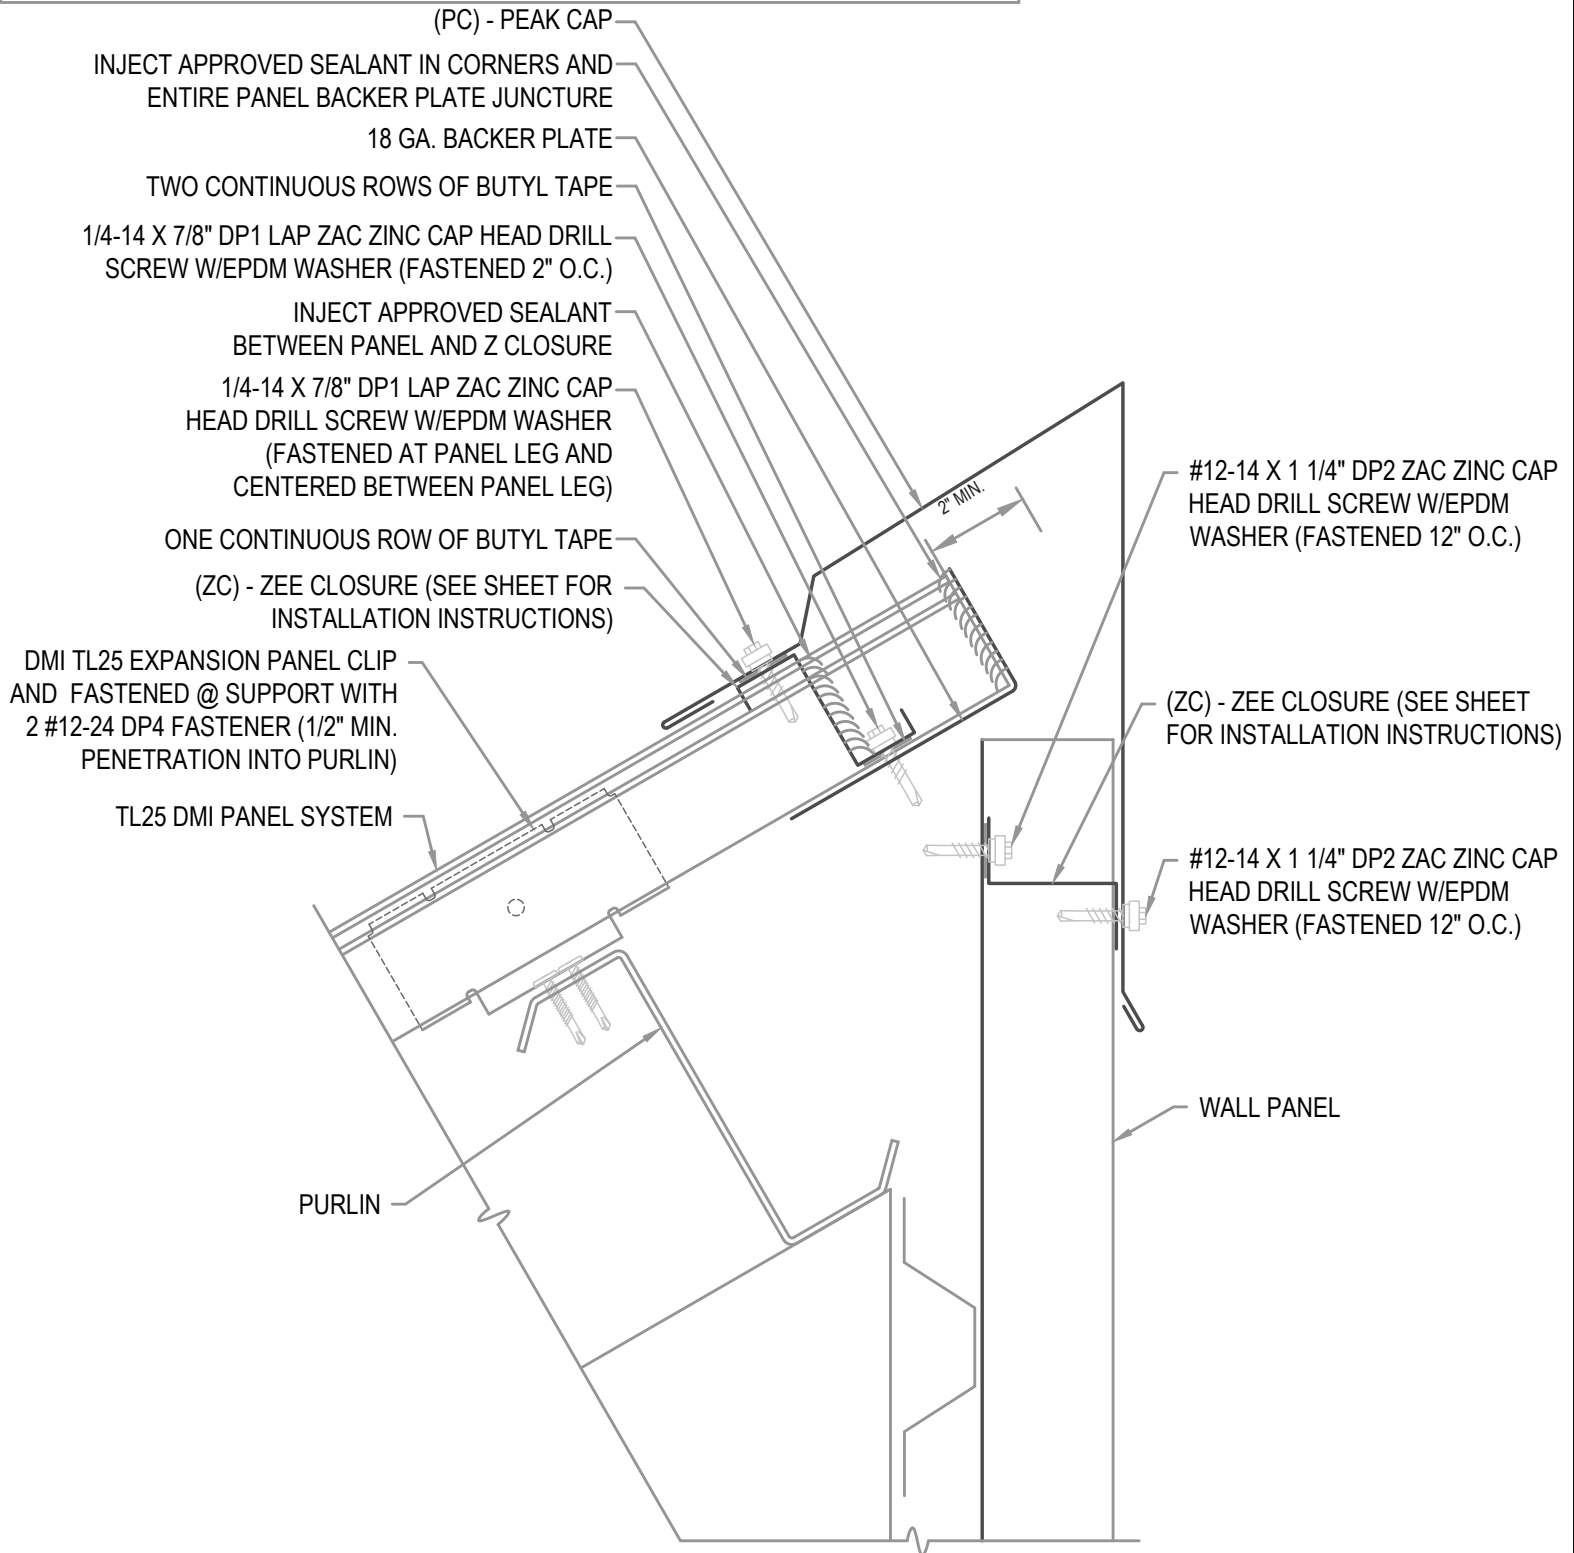 (PC) - PEAK CAP
INJECT APPROVED SEALANT IN CORNERS AND
ENTIRE PANEL BACKER PLATE JUNCTURE
18 GA. BACKER PLATE
TWO CONTINUOUS ROWS OF BUTYL TAPE
1/4-14 X 7/8" DP1 LAP ZAC ZINC CAP HEAD DRILL
SCREW W/EPDM WASHER (FASTENED 2" O.C.)
INJECT APPROVED SEALANT
BETWEEN PANEL AND Z CLOSURE
1/4-14 X 7/8" DP1 LAP ZAC ZINC CAP
HEAD DRILL SCREW W/EPDM WASHER
(FASTENED AT PANEL LEG AND
CENTERED BETWEEN PANEL LEG)
ONE CONTINUOUS ROW OF BUTYL TAPE
(ZC) - ZEE CLOSURE (SEE SHEET FOR
INSTALLATION INSTRUCTIONS)
DMI TL25 EXPANSION PANEL CLIP
AND FASTENED @ SUPPORT WITH
2 #12-24 DP4 FASTENER (1/2" MIN.
PENETRATION INTO PURLIN)
TL25 DMI PANEL SYSTEM
PURLIN
2" MIN.
#12-14 X 1 1/4" DP2 ZAC ZINC CAP
HEAD DRILL SCREW W/EPDM
WASHER (FASTENED 12" O.C.)
(ZC) - ZEE CLOSURE (SEE SHEET
FOR INSTALLATION INSTRUCTIONS)
#12-14 X 1 1/4" DP2 ZAC ZINC CAP
HEAD DRILL SCREW W/EPDM
WASHER (FASTENED 12" O.C.)
WALL PANEL